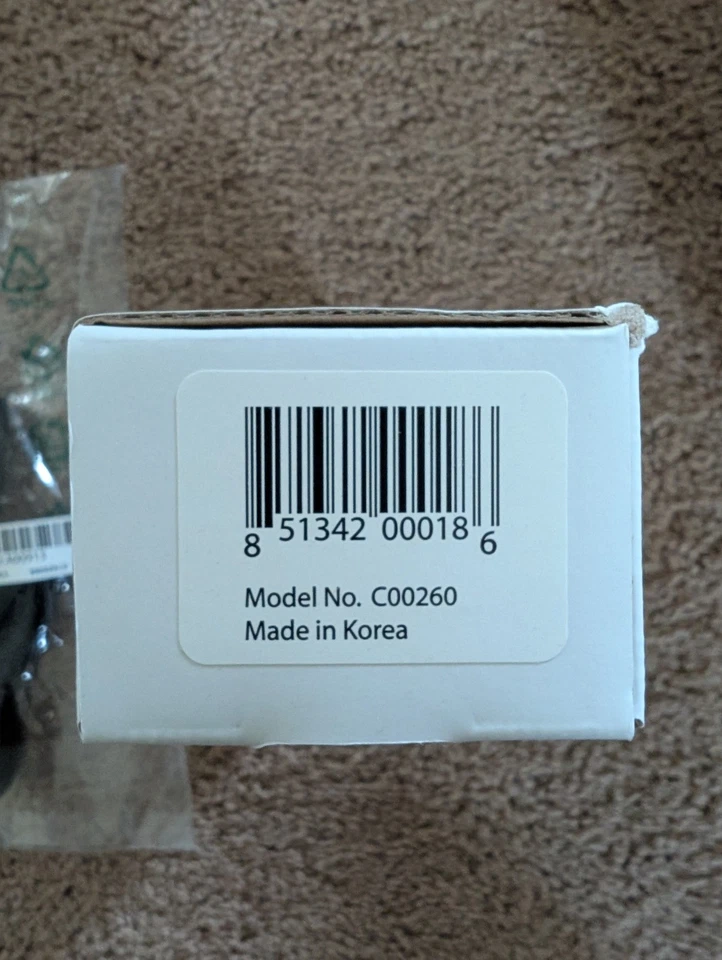 8 51342 00018 6
Model No. C00260
Made in Korea